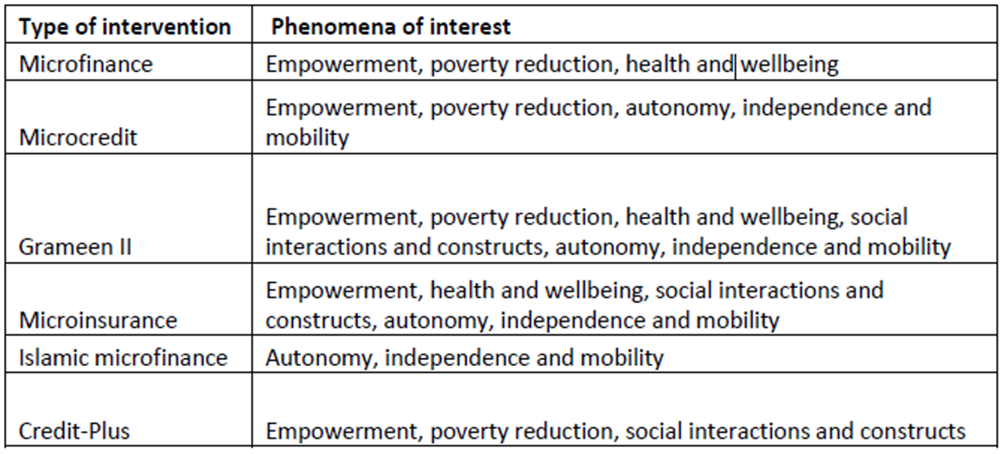 Type of intervention Phenomena of interest
Microfinance Empowerment, poverty reduction, health and wellbeing
Empowerment, poverty reduction, autonomy, independence and
Microcredit mobility
Empowerment, poverty reduction, health and wellbeing, social
Grameen II interactions and constructs, autonomy, independence and mobility
Empowerment, health and wellbeing, social interactions and
Microinsurance constructs, autonomy, independence and mobility
Islamic microfinance Autonomy, independence and mobility
Credit-Plus Empowerment, poverty reduction, social interactions and constructs